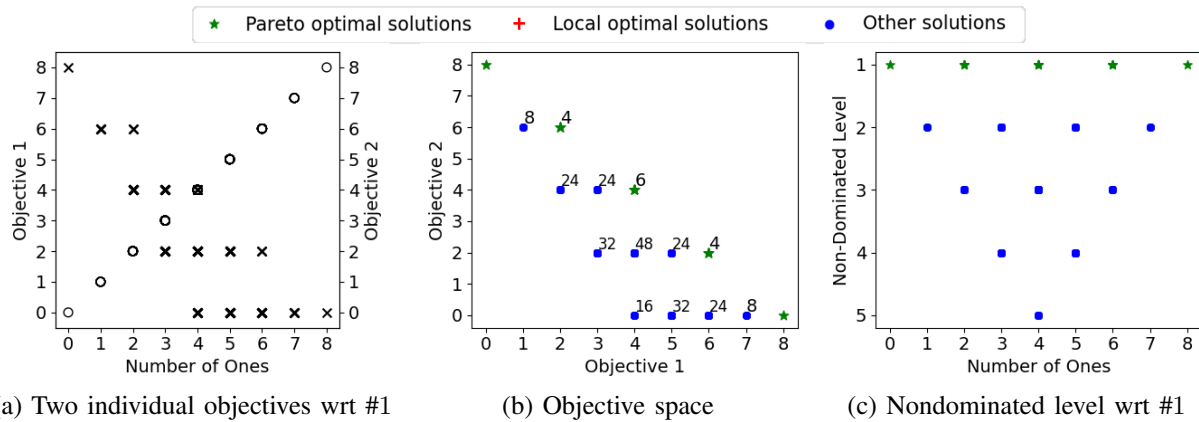 Pareto optimal solutions Local optimal solutions Other solutions
8 7 6 5 4 3 2 1 0
Objective 1
8 7 6 5 4 3 2 1 0
Objective 2
0 1 2 3 4 5 6 7 8
Number of Ones
(a) Two individual objectives wrt #1
8 7 6 5 4 3 2 1 0
Objective 2
8 4
24 24 6
32 48 24 4
16 32 24 8
0 1 2 3 4 5 6 7 8
Objective 1
(b) Objective space
1 2 3 4 5
Non-Dominated Level
0 1 2 3 4 5 6 7 8
Number of Ones
(c) Nondominated level wrt #1